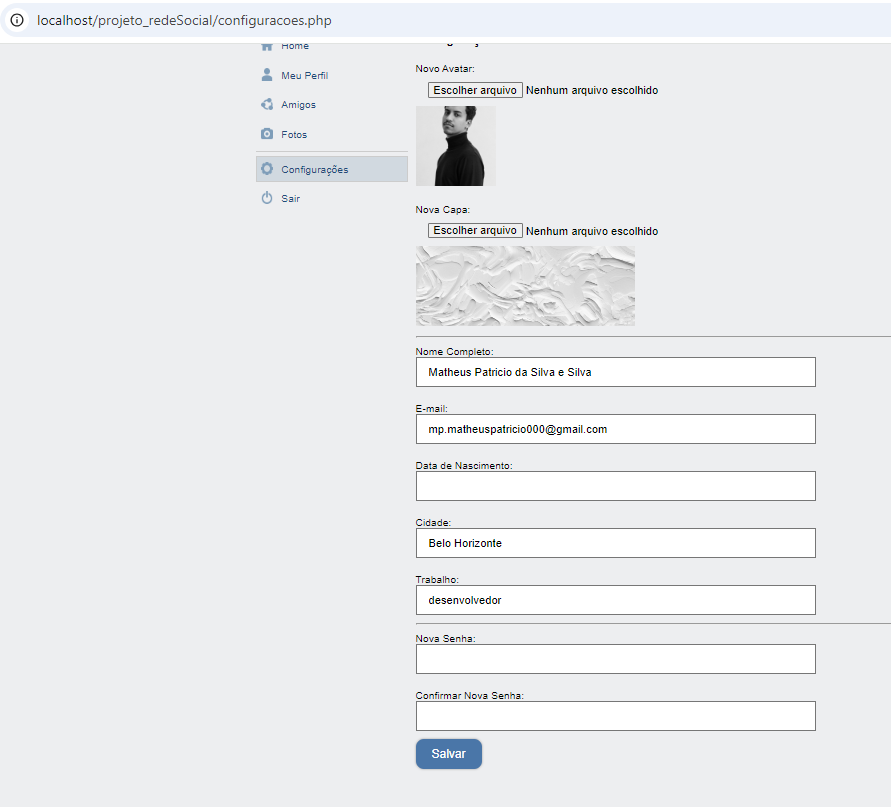 localhost/projeto_redeSocial/configuracoes.php
Home
Meu Perfil
Amigos
Fotos
Configurações
Sair
Novo Avatar:
Escolher arquivo Nenhum arquivo escolhido
Nova Capa:
Escolher arquivo Nenhum arquivo escolhido
Nome Completo:
Matheus Patricio da Silva e Silva
E-mail:
mp.matheuspatricio000@gmail.com
Data de Nascimento:
Cidade:
Belo Horizonte
Trabalho:
desenvolvedor
Nova Senha:
Confirmar Nova Senha:
Salvar